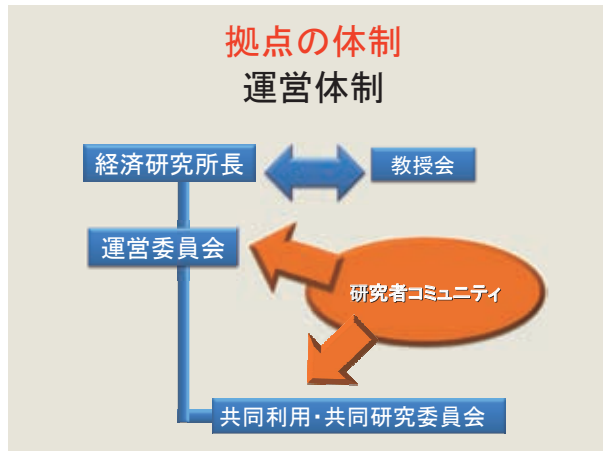 拠点の体制
運営体制
経済研究所長
教授会
運営委員会
研究者コミュニティ
共同利用・共同研究委員会